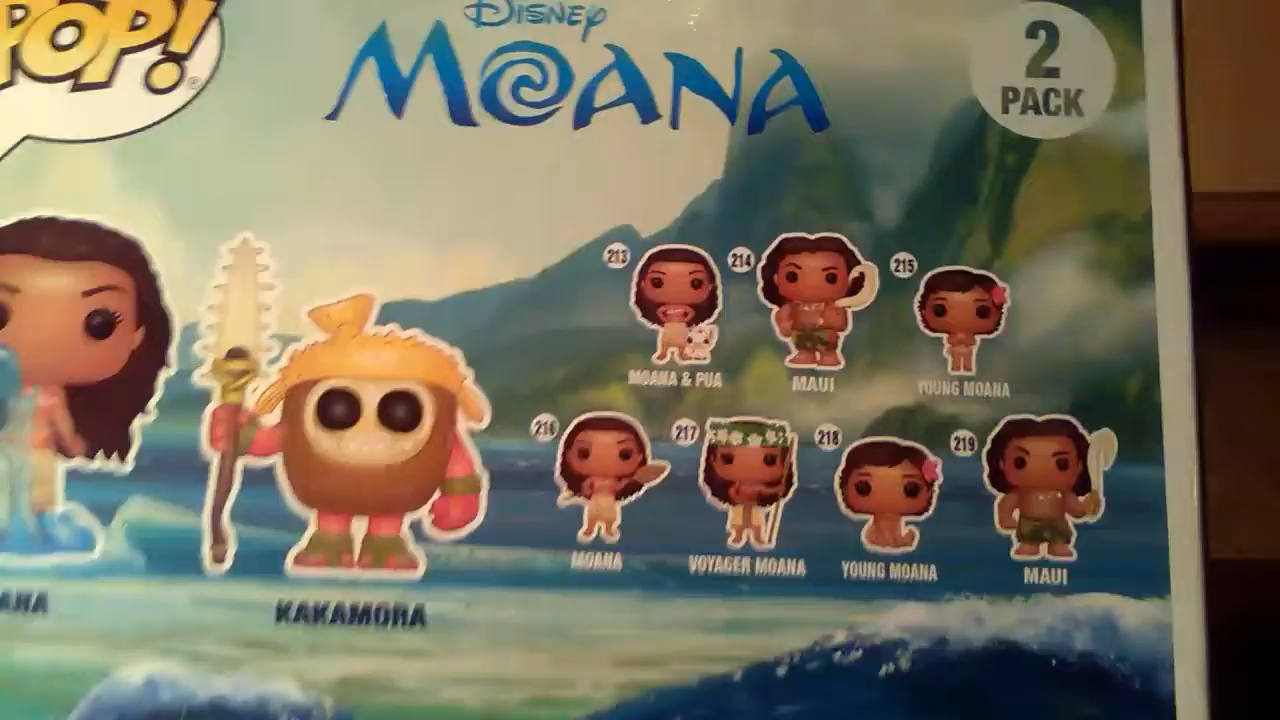 POP!
DISNEY
MOANA
2
PACK
213
214
215
MOANA & PUA
MAUI
YOUNG MOANA
216
217
218
219
MOANA
VOYAGER MOANA
YOUNG MOANA
MAUI
ANA
KAKAMORA